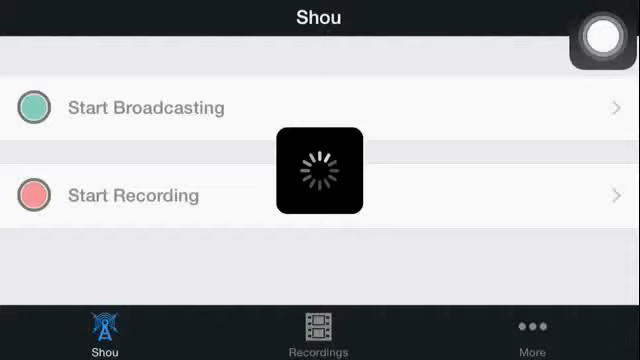 Shou
Start Broadcasting
Start Recording
Shou
Recordings
More